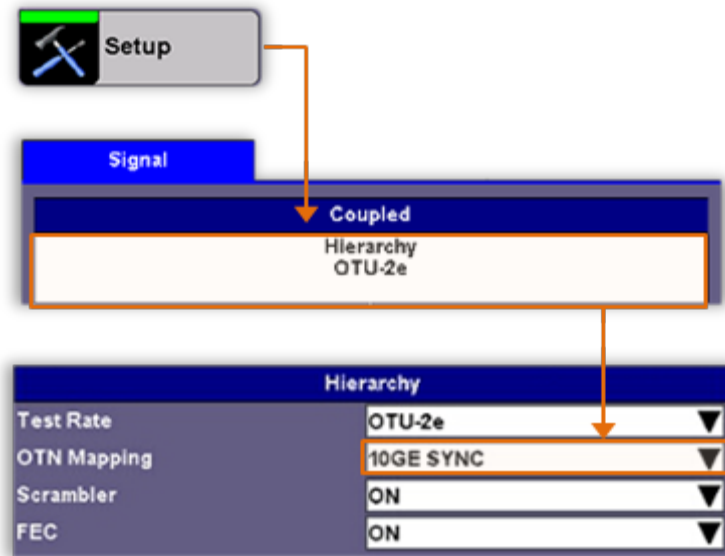 Setup
Signal
Coupled
Hierarchy
OTU-2e
Hierarchy
Test Rate OTU-2e
OTN Mapping 10GE SYNC
Scrambler ON
FEC ON